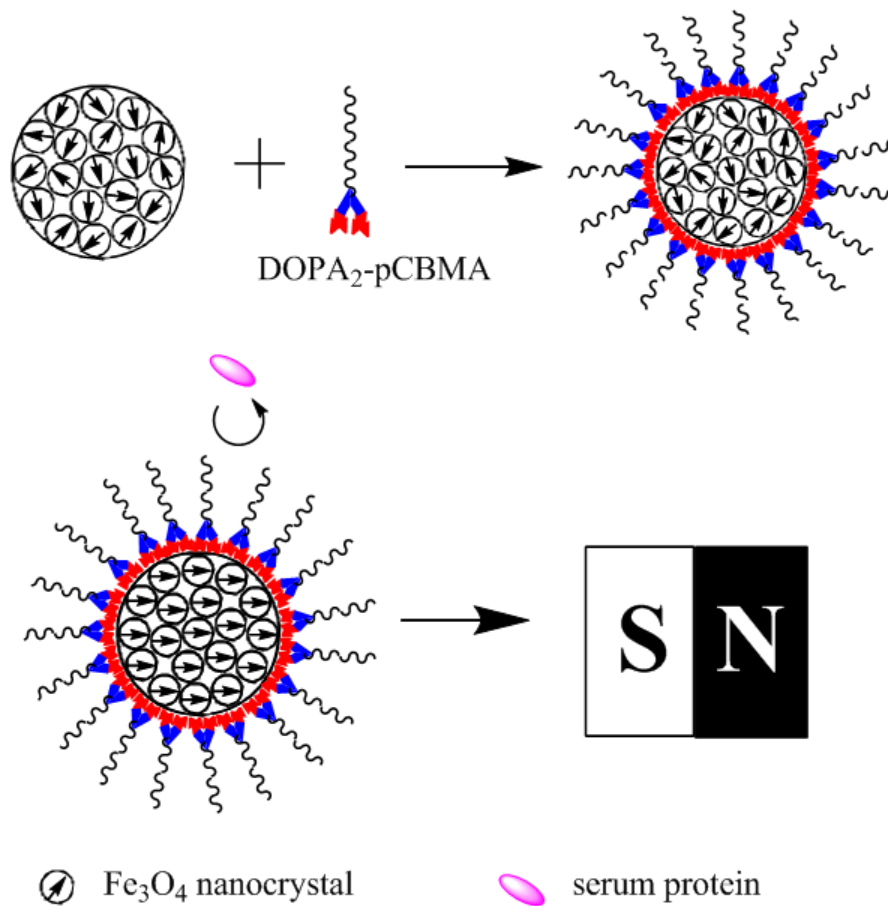 DOPA₂-pCBMA
S N
Fe₃O₄ nanocrystal
serum protein